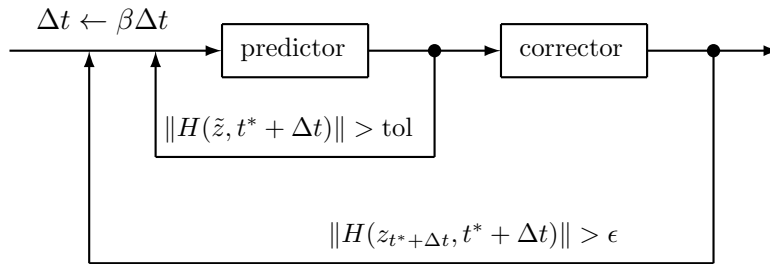 Δt ← βΔt
predictor
corrector
‖H(z̃, t* + Δt)‖ > tol
‖H(z_{t*+Δt}, t* + Δt)‖ > ϵ